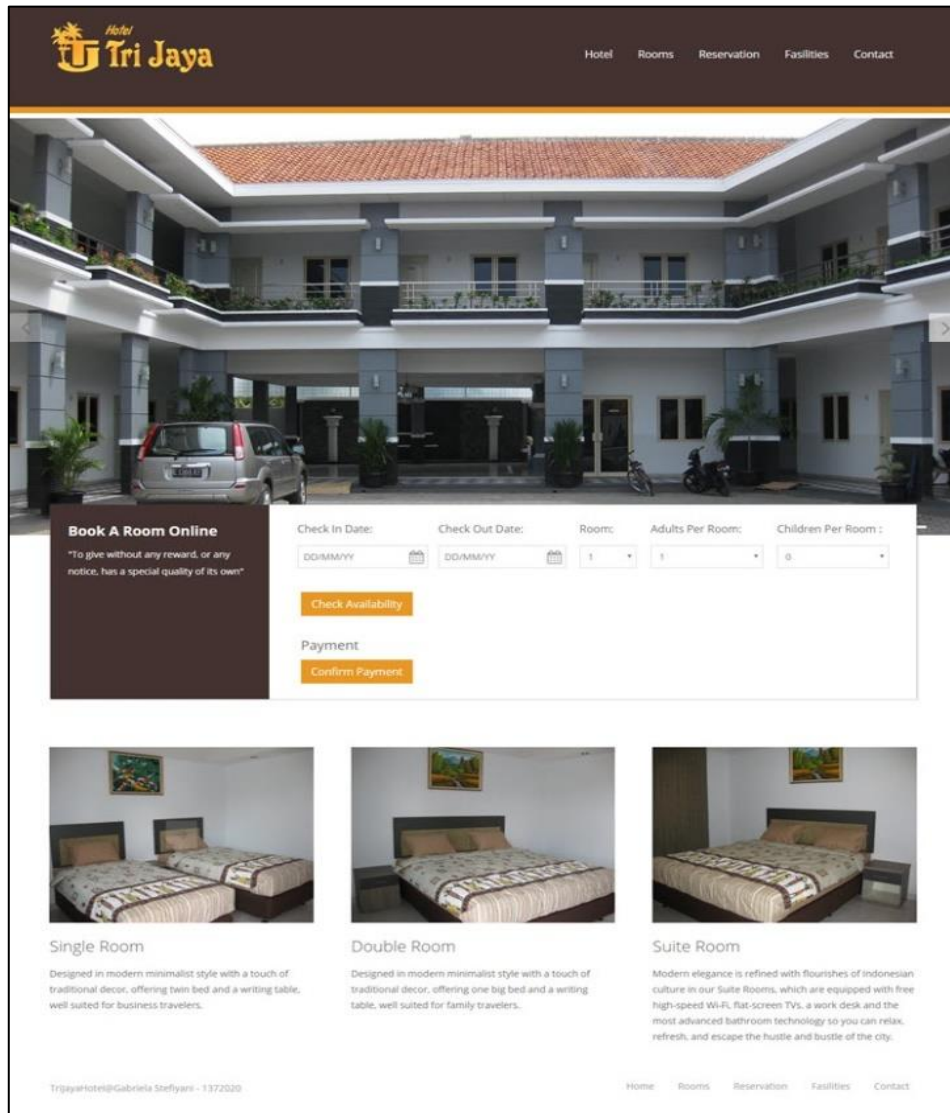 Hotel
Tri Jaya
Hotel Rooms Reservation Fasilities Contact
Book A Room Online
"To give without any reward, or any
notice, has a special quality of its own"
Check In Date: Check Out Date: Room: Adults Per Room: Children Per Room :
DD/MM/YY DD/MM/YY 1 1 0
Check Availability
Payment
Confirm Payment
Single Room
Designed in modern minimalist style with a touch of
traditional decor, offering twin bed and a writing table,
well suited for business travelers.
Double Room
Designed in modern minimalist style with a touch of
traditional decor, offering one big bed and a writing
table, well suited for family travelers.
Suite Room
Modern elegance is refined with flourishes of Indonesian
culture in our Suite Rooms, which are equipped with free
high-speed Wi-Fi, flat-screen TVs, a work desk and the
most advanced bathroom technology so you can relax,
refresh, and escape the hustle and bustle of the city.
TrijayaHotel@Gabriela Stefiyani - 1372020
Home Rooms Reservation Fasilities Contact